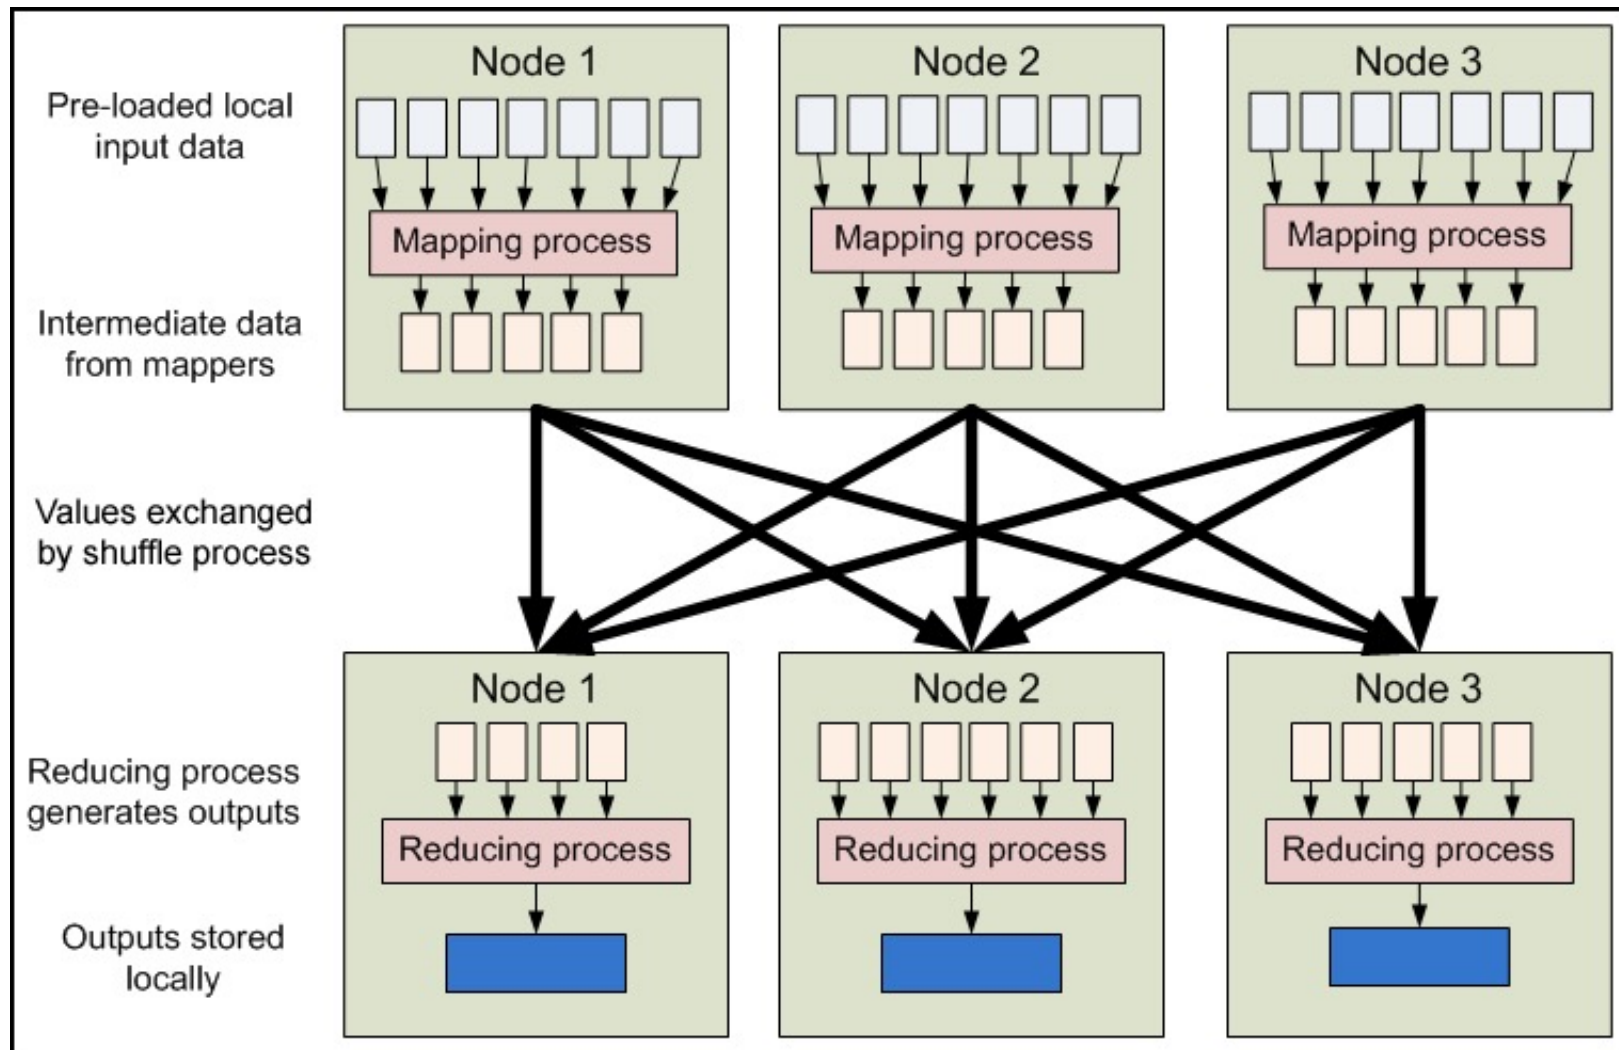 Node 1
Node 2
Node 3
Pre-loaded local
input data
Mapping process
Mapping process
Mapping process
Intermediate data
from mappers
Values exchanged
by shuffle process
Node 1
Node 2
Node 3
Reducing process
generates outputs
Reducing process
Reducing process
Reducing process
Outputs stored
locally